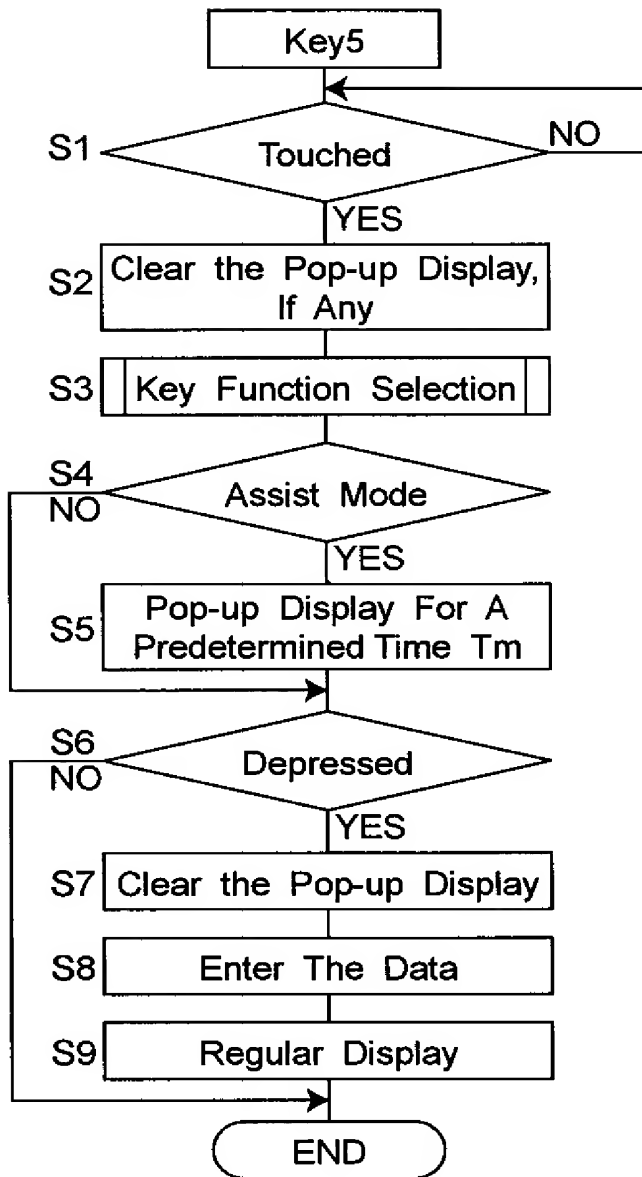 Key5
S1
Touched
NO
YES
S2
Clear the Pop-up Display,
If Any
S3
Key Function Selection
S4
NO
Assist Mode
YES
S5
Pop-up Display For A
Predetermined Time Tm
S6
NO
Depressed
YES
S7
Clear the Pop-up Display
S8
Enter The Data
S9
Regular Display
END